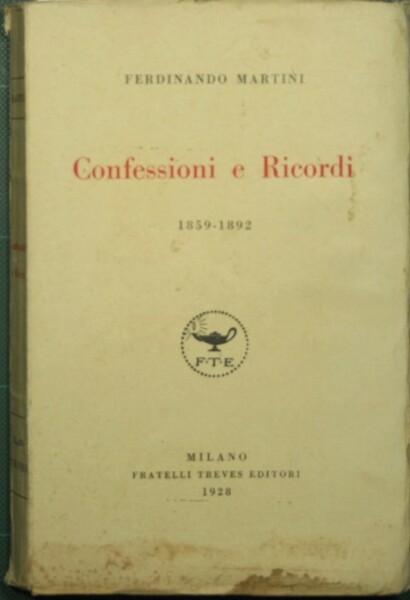 FERDINANDO MARTINI
Confessioni e Ricordi
1859-1892
F·T·E
MILANO
FRATELLI TREVES EDITORI
1928